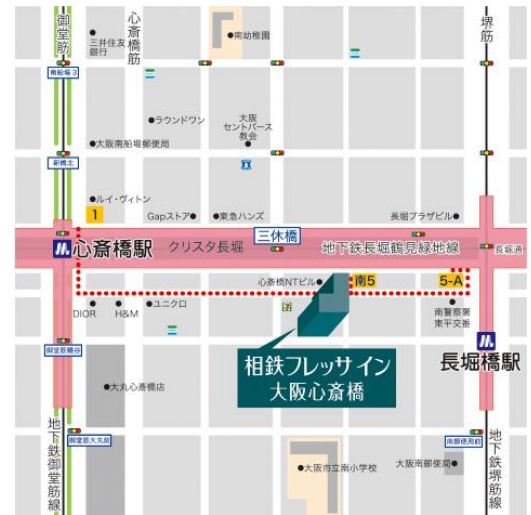 御堂筋
心斎橋筋
堺筋
三井住友
銀行
南幼稚園
南船場3
ラウンドワン
大阪
セントバース
教会
大阪南船場郵便局
新橋北
ルイ・ヴィトン
1
Gapストア
東急ハンズ
三休橋
長堀プラザビル
心斎橋駅
クリスタ長堀
地下鉄長堀鶴見緑地線
長堀通
心斎橋NTビル
南5
5-A
DIOR
H&M
ユニクロ
南警察署
東平交番
相鉄フレッサイン
大阪心斎橋
長堀橋駅
大丸心斎橋店
地下鉄御堂筋線
御堂筋大丸前
大阪市立南小学校
大阪南郵便局
南郵便局前
地下鉄堺筋線